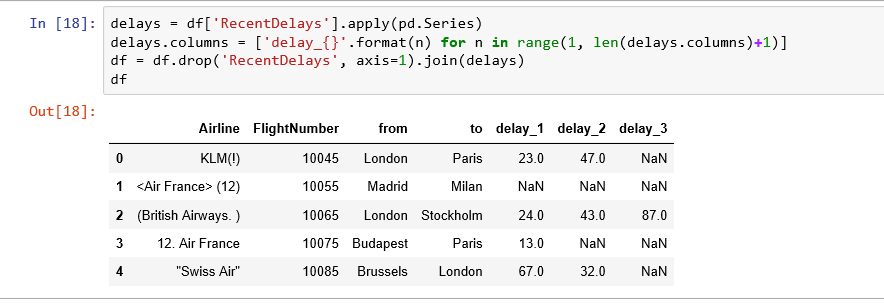 In [18]: delays = df['RecentDelays'].apply(pd.Series)
delays.columns = ['delay_{}'.format(n) for n in range(1, len(delays.columns)+1)]
df = df.drop('RecentDelays', axis=1).join(delays)
df
Out[18]:
Airline FlightNumber from to delay_1 delay_2 delay_3
0 KLM(!) 10045 London Paris 23.0 47.0 NaN
1 <Air France> (12) 10055 Madrid Milan NaN NaN NaN
2 (British Airways. ) 10065 London Stockholm 24.0 43.0 87.0
3 12. Air France 10075 Budapest Paris 13.0 NaN NaN
4 "Swiss Air" 10085 Brussels London 67.0 32.0 NaN